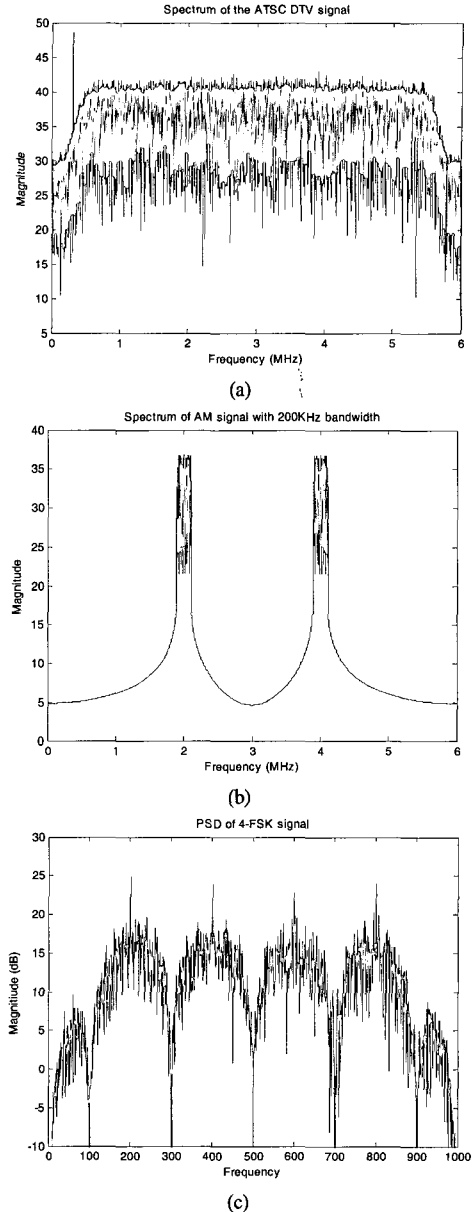 Spectrum of the ATSC DTV signal
50
45
40
35
30
25
20
15
10
5
Magnitude
0 1 2 3 4 5 6
Frequency (MHz)
(a)
Spectrum of AM signal with 200KHz bandwidth
40
35
30
25
20
15
10
5
0
Magnitude
0 1 2 3 4 5 6
Frequency (MHz)
(b)
PSD of 4-FSK signal
30
25
20
15
10
5
0
-5
-10
Magnitiude (dB)
0 100 200 300 400 500 600 700 800 900 1000
Frequency
(c)